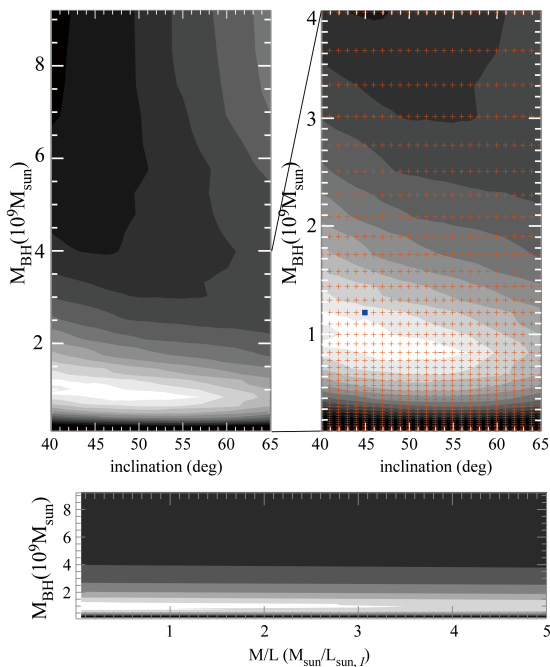 8
6
4
2
M_BH(10^9M_sun)
40 45 50 55 60 65
inclination (deg)
4
3
2
1
M_BH(10^9M_sun)
40 45 50 55 60 65
inclination (deg)
8
6
4
2
M_BH(10^9M_sun)
1 2 3 4 5
M/L (M_sun/L_sun, I)